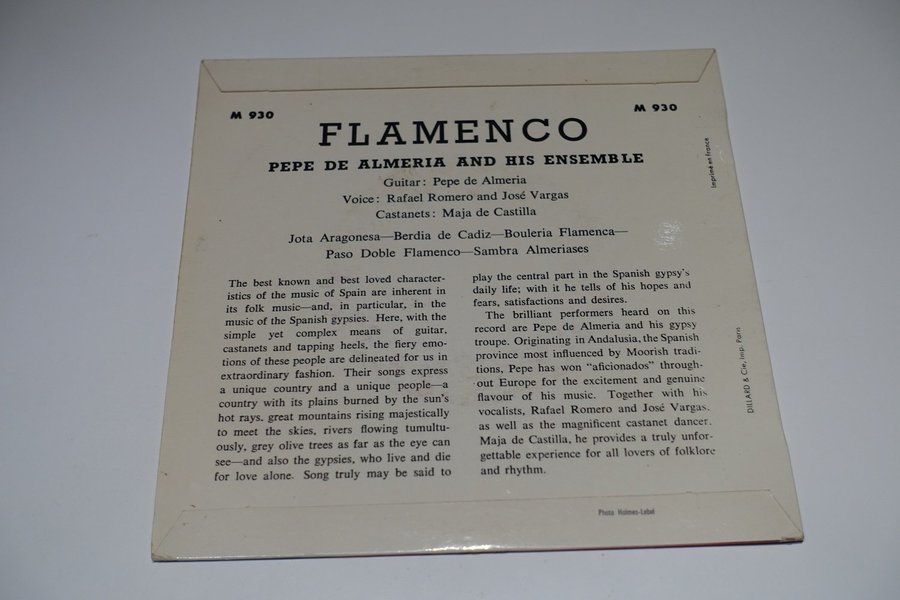 M 930
M 930
FLAMENCO
PEPE DE ALMERIA AND HIS ENSEMBLE
Guitar: Pepe de Almeria
Voice: Rafael Romero and José Vargas
Castanets: Maja de Castilla
Jota Aragonesa—Berdia de Cadiz—Bouleria Flamenca—
Paso Doble Flamenco—Sambra Almeriases
The best known and best loved character-
istics of the music of Spain are inherent in
its folk music—and, in particular, in the
music of the Spanish gypsies. Here, with the
simple yet complex means of guitar,
castanets and tapping heels, the fiery emo-
tions of these people are delineated for us in
extraordinary fashion. Their songs express
a unique country and a unique people—a
country with its plains burned by the sun's
hot rays, great mountains rising majestically
to meet the skies, rivers flowing tumultu-
ously, grey olive trees as far as the eye can
see—and also the gypsies, who live and die
for love alone. Song truly may be said to
play the central part in the Spanish gypsy's
daily life; with it he tells of his hopes and
fears, satisfactions and desires.
The brilliant performers heard on this
record are Pepe de Almeria and his gypsy
troupe. Originating in Andalusia, the Spanish
province most influenced by Moorish tradi-
tions, Pepe has won "aficionados" through-
out Europe for the excitement and genuine
flavour of his music. Together with his
vocalists, Rafael Romero and José Vargas,
as well as the magnificent castanet dancer,
Maja de Castilla, he provides a truly unfor-
gettable experience for all lovers of folklore
and rhythm.
Imprimé en France
DILLARD & Cie, Imp. Paris
Photo Holmes-Lebel